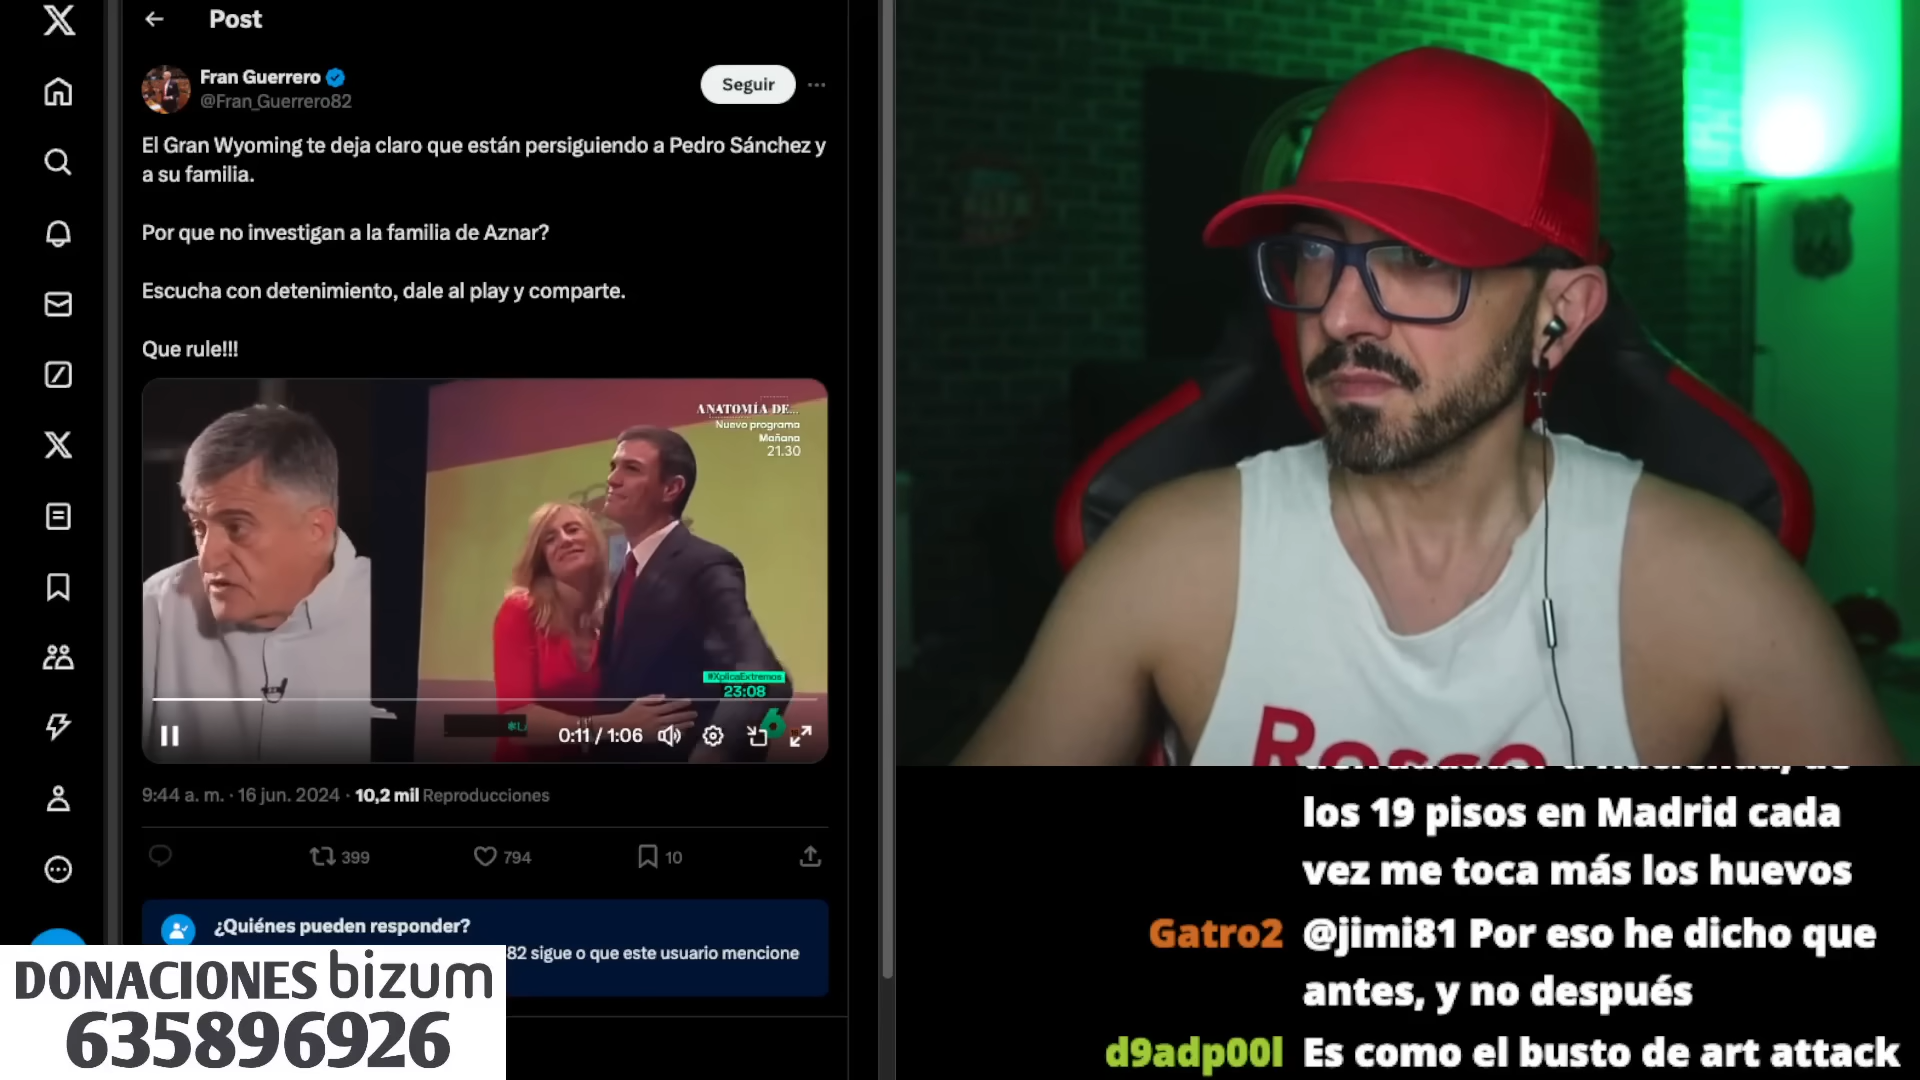 Post
Fran Guerrero
@Fran_Guerrero82
Seguir
El Gran Wyoming te deja claro que están persiguiendo a Pedro Sánchez y
a su familia.
Por que no investigan a la familia de Aznar?
Escucha con detenimiento, dale al play y comparte.
Que rule!!!
ANATOMÍA DE...
Nuevo programa
Mañana
21.30
#XplicaExtremos
23:08
6
0:11 / 1:06
9:44 a. m. · 16 jun. 2024 · 10,2 mil Reproducciones
399
794
10
¿Quiénes pueden responder?
82 sigue o que este usuario mencione
DONACIONES bizum
635896926
los 19 pisos en Madrid cada
vez me toca más los huevos
Gatro2 @jimi81 Por eso he dicho que
antes, y no después
d9adp00l Es como el busto de art attack